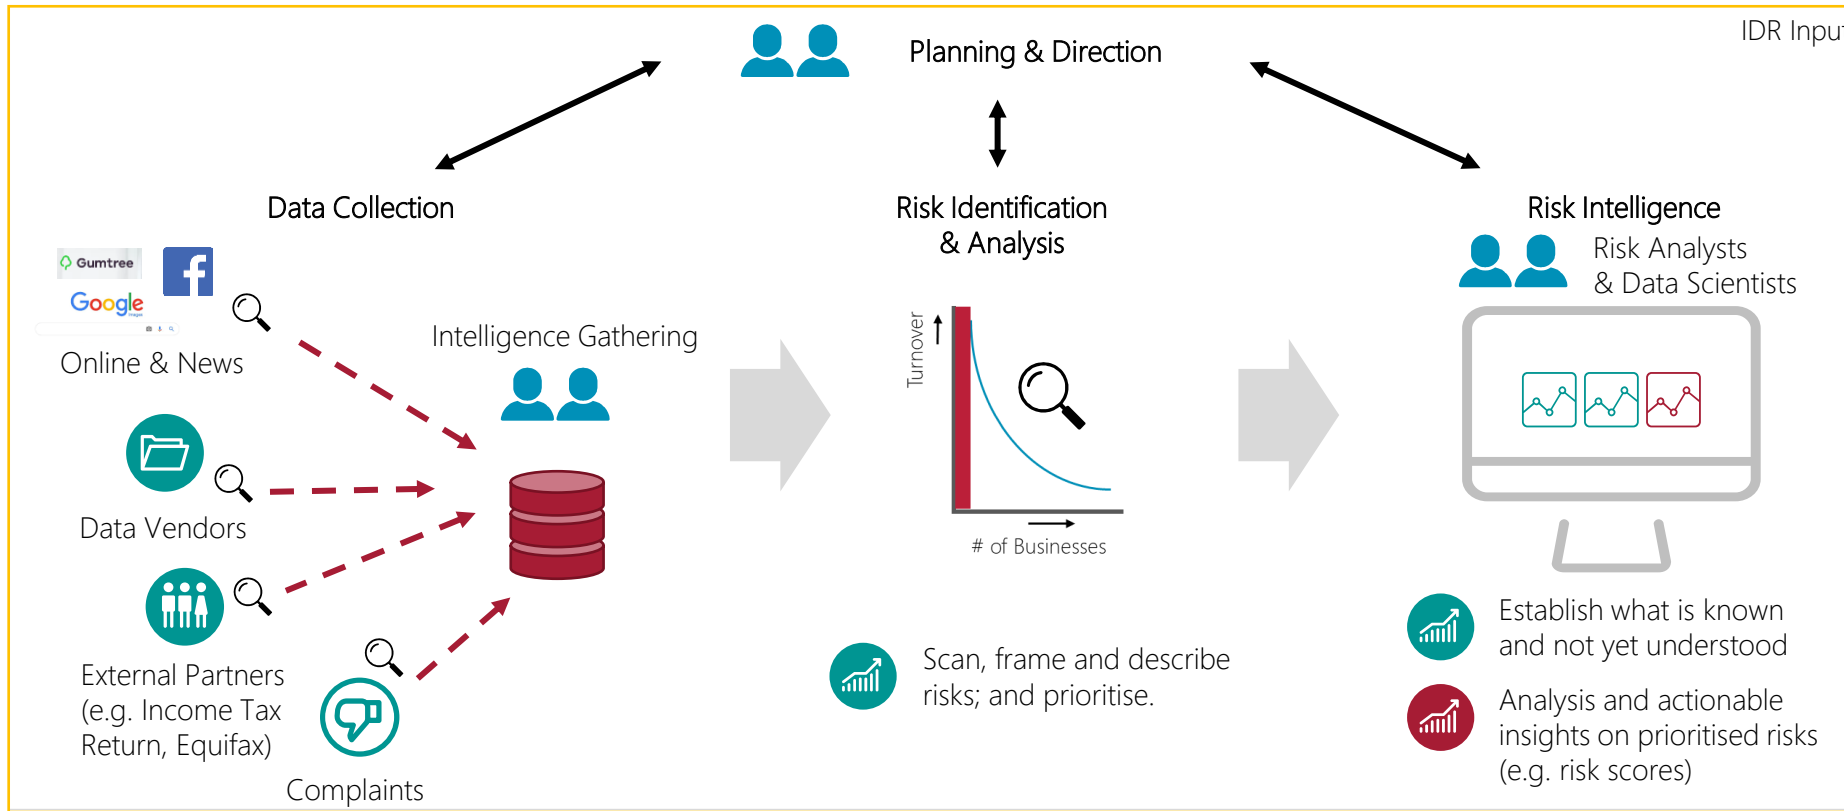 IDR Input
Planning & Direction
Data Collection
Risk Identification
& Analysis
Risk Intelligence
Gumtree
f
Google
Images
Online & News
Intelligence Gathering
Data Vendors
External Partners
(e.g. Income Tax
Return, Equifax)
Complaints
Turnover
# of Businesses
Scan, frame and describe
risks; and prioritise.
Risk Analysts
& Data Scientists
Establish what is known
and not yet understood
Analysis and actionable
insights on prioritised risks
(e.g. risk scores)